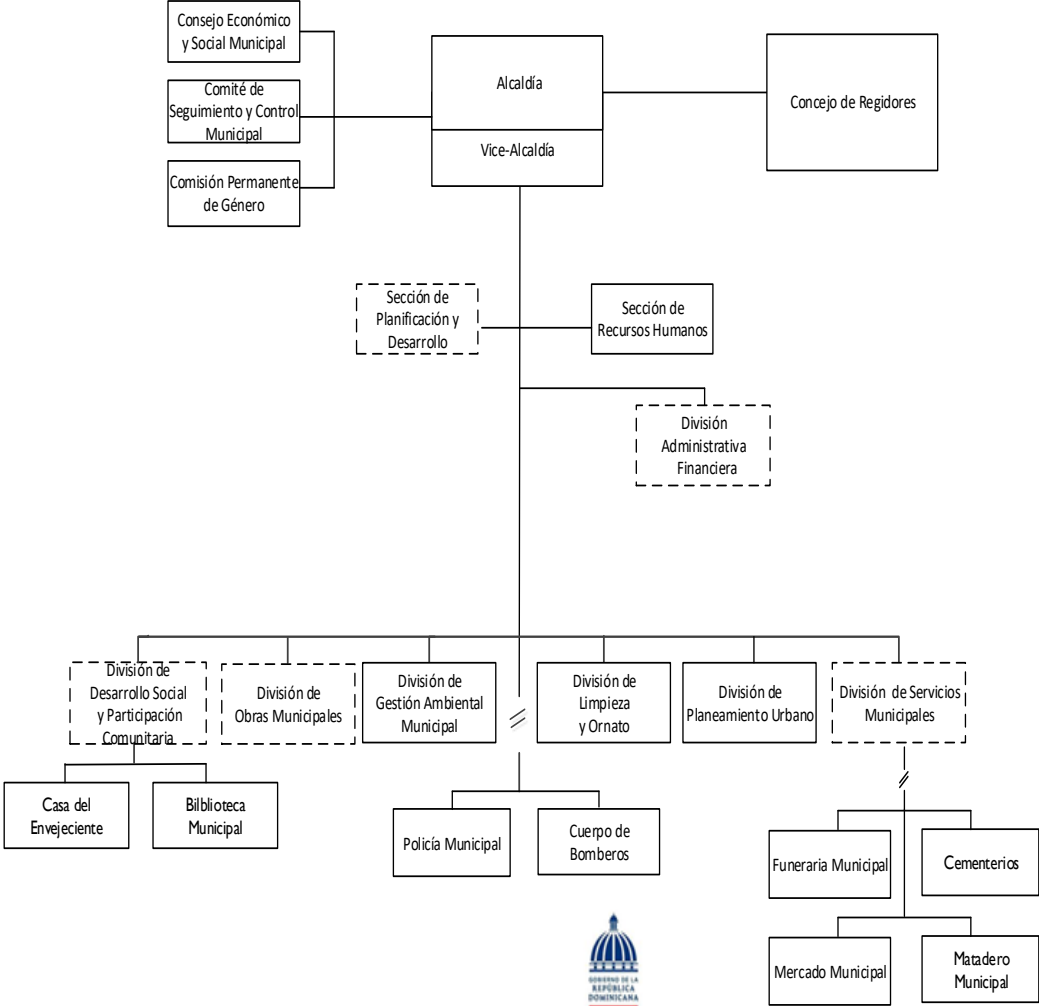 Consejo Económico
y Social Municipal
Comité de
Seguimiento y Control
Municipal
Comisión Permanente
de Género
Alcaldía
Vice-Alcaldía
Concejo de Regidores
Sección de
Planificación y
Desarrollo
Sección de
Recursos Humanos
División
Administrativa
Financiera
División de
Desarrollo Social
y Participación
Comunitaria
División de
Obras Municipales
División de
Gestión Ambiental
Municipal
División de
Limpieza
y Ornato
División de
Planeamiento Urbano
División de Servicios
Municipales
Casa del
Envejeciente
Bilblioteca
Municipal
Policía Municipal
Cuerpo de
Bomberos
Funeraria Municipal
Cementerios
Mercado Municipal
Matadero
Municipal
GOBIERNO DE LA
REPÚBLICA
DOMINICANA